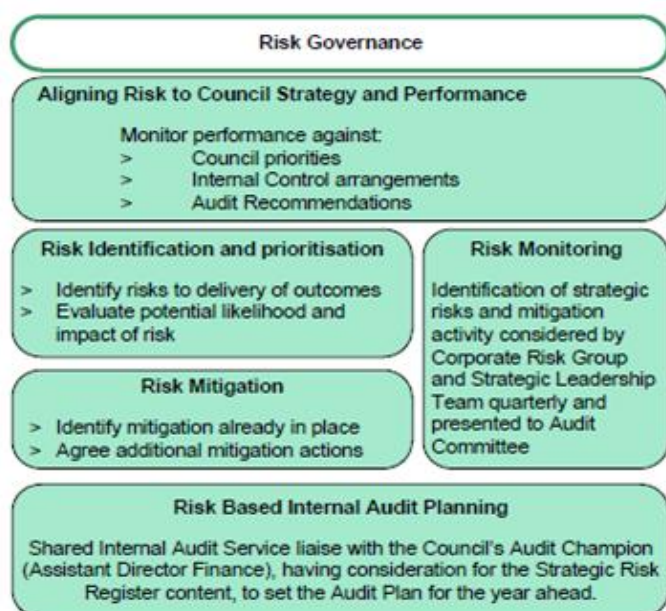 Risk Governance
Aligning Risk to Council Strategy and Performance
Monitor performance against:
> Council priorities
> Internal Control arrangements
> Audit Recommendations
Risk Identification and prioritisation
> Identify risks to delivery of outcomes
> Evaluate potential likelihood and
impact of risk
Risk Mitigation
> Identify mitigation already in place
> Agree additional mitigation actions
Risk Monitoring
Identification of strategic
risks and mitigation
activity considered by
Corporate Risk Group
and Strategic Leadership
Team quarterly and
presented to Audit
Committee
Risk Based Internal Audit Planning
Shared Internal Audit Service liaise with the Council's Audit Champion
(Assistant Director Finance), having consideration for the Strategic Risk
Register content, to set the Audit Plan for the year ahead.